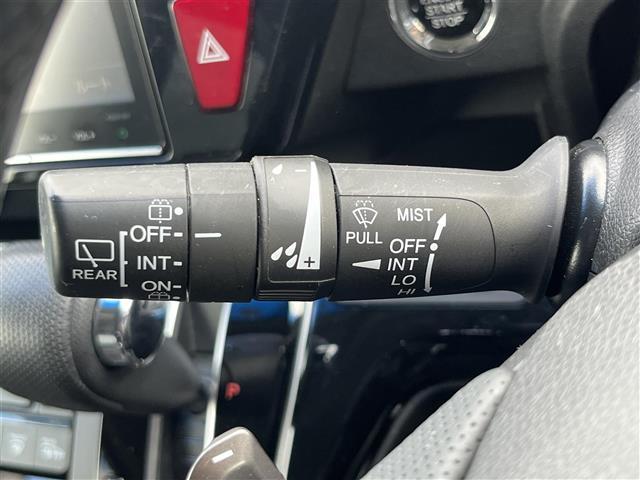 START
STOP
OFF
INT
ON
REAR
- +
PULL
MIST
OFF
INT
LO
HI
P